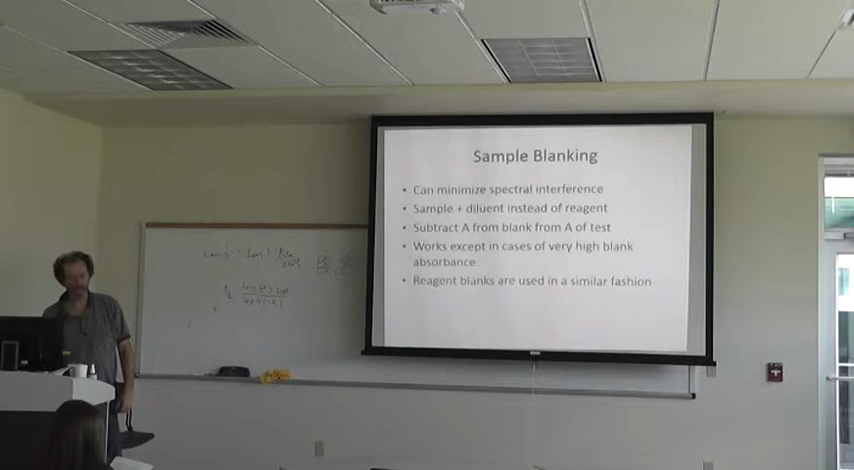 Sample Blanking
• Can minimize spectral interference
• Sample + diluent instead of reagent
• Subtract A from blank from A of test
• Works except in cases of very high blank
absorbance
• Reagent blanks are used in a similar fashion